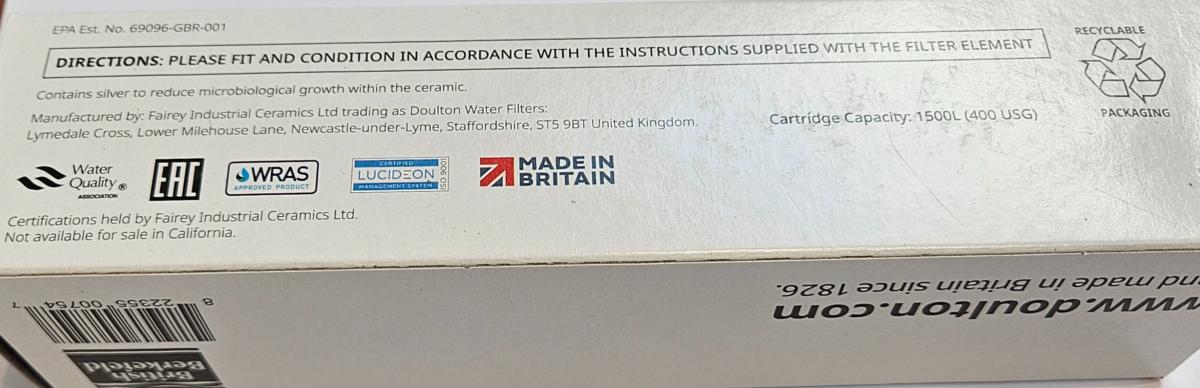 EPA Est. No. 69096-GBR-001
DIRECTIONS: PLEASE FIT AND CONDITION IN ACCORDANCE WITH THE INSTRUCTIONS SUPPLIED WITH THE FILTER ELEMENT
Contains silver to reduce microbiological growth within the ceramic.
Manufactured by: Fairey Industrial Ceramics Ltd trading as Doulton Water Filters:
Lymedale Cross, Lower Milehouse Lane, Newcastle-under-Lyme, Staffordshire, ST5 9BT United Kingdom.
Cartridge Capacity: 1500L (400 USG)
RECYCLABLE
PACKAGING
Water
Quality®
ASSOCIATION
EAC
WRAS
APPROVED PRODUCT
CERTIFIED
LUCIDEON
MANAGEMENT SYSTEM
ISO 9001
MADE IN
BRITAIN
Certifications held by Fairey Industrial Ceramics Ltd.
Not available for sale in California.
www.doulton.com
nd made in Britain since 1826.
British
Berkefeld
8 22355 00754 7